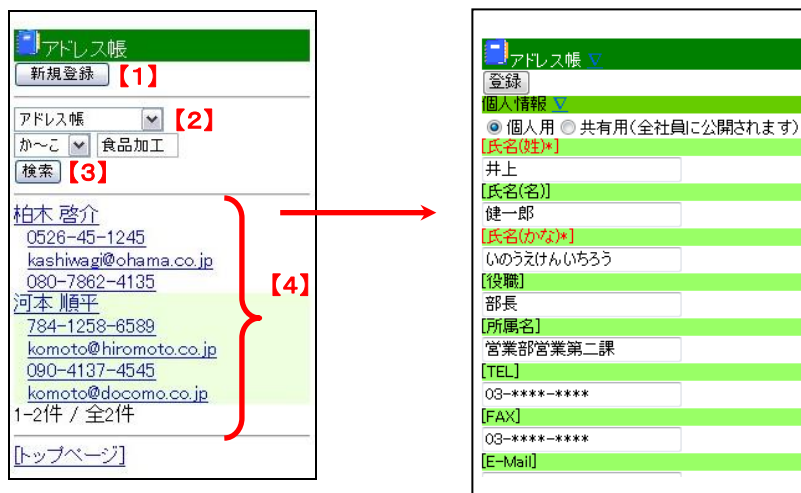 アドレス帳
新規登録 【1】
アドレス帳 【2】
か～こ 食品加工
検索 【3】
柏木 啓介
0526-45-1245
kashiwagi@ohama.co.jp
080-7862-4135
河本 順平
784-1258-6589
komoto@hiromoto.co.jp
090-4137-4545
komoto@docomo.co.jp
【4】
1-2件 / 全2件
[トップページ]
アドレス帳 ▽
登録
個人情報 ▽
個人用 共有用(全社員に公開されます)
[氏名(姓)*]
井上
[氏名(名)]
健一郎
[氏名(かな)*]
いのうえけんいちろう
[役職]
部長
[所属名]
営業部営業第二課
[TEL]
03-****-****
[FAX]
03-****-****
[E-Mail]